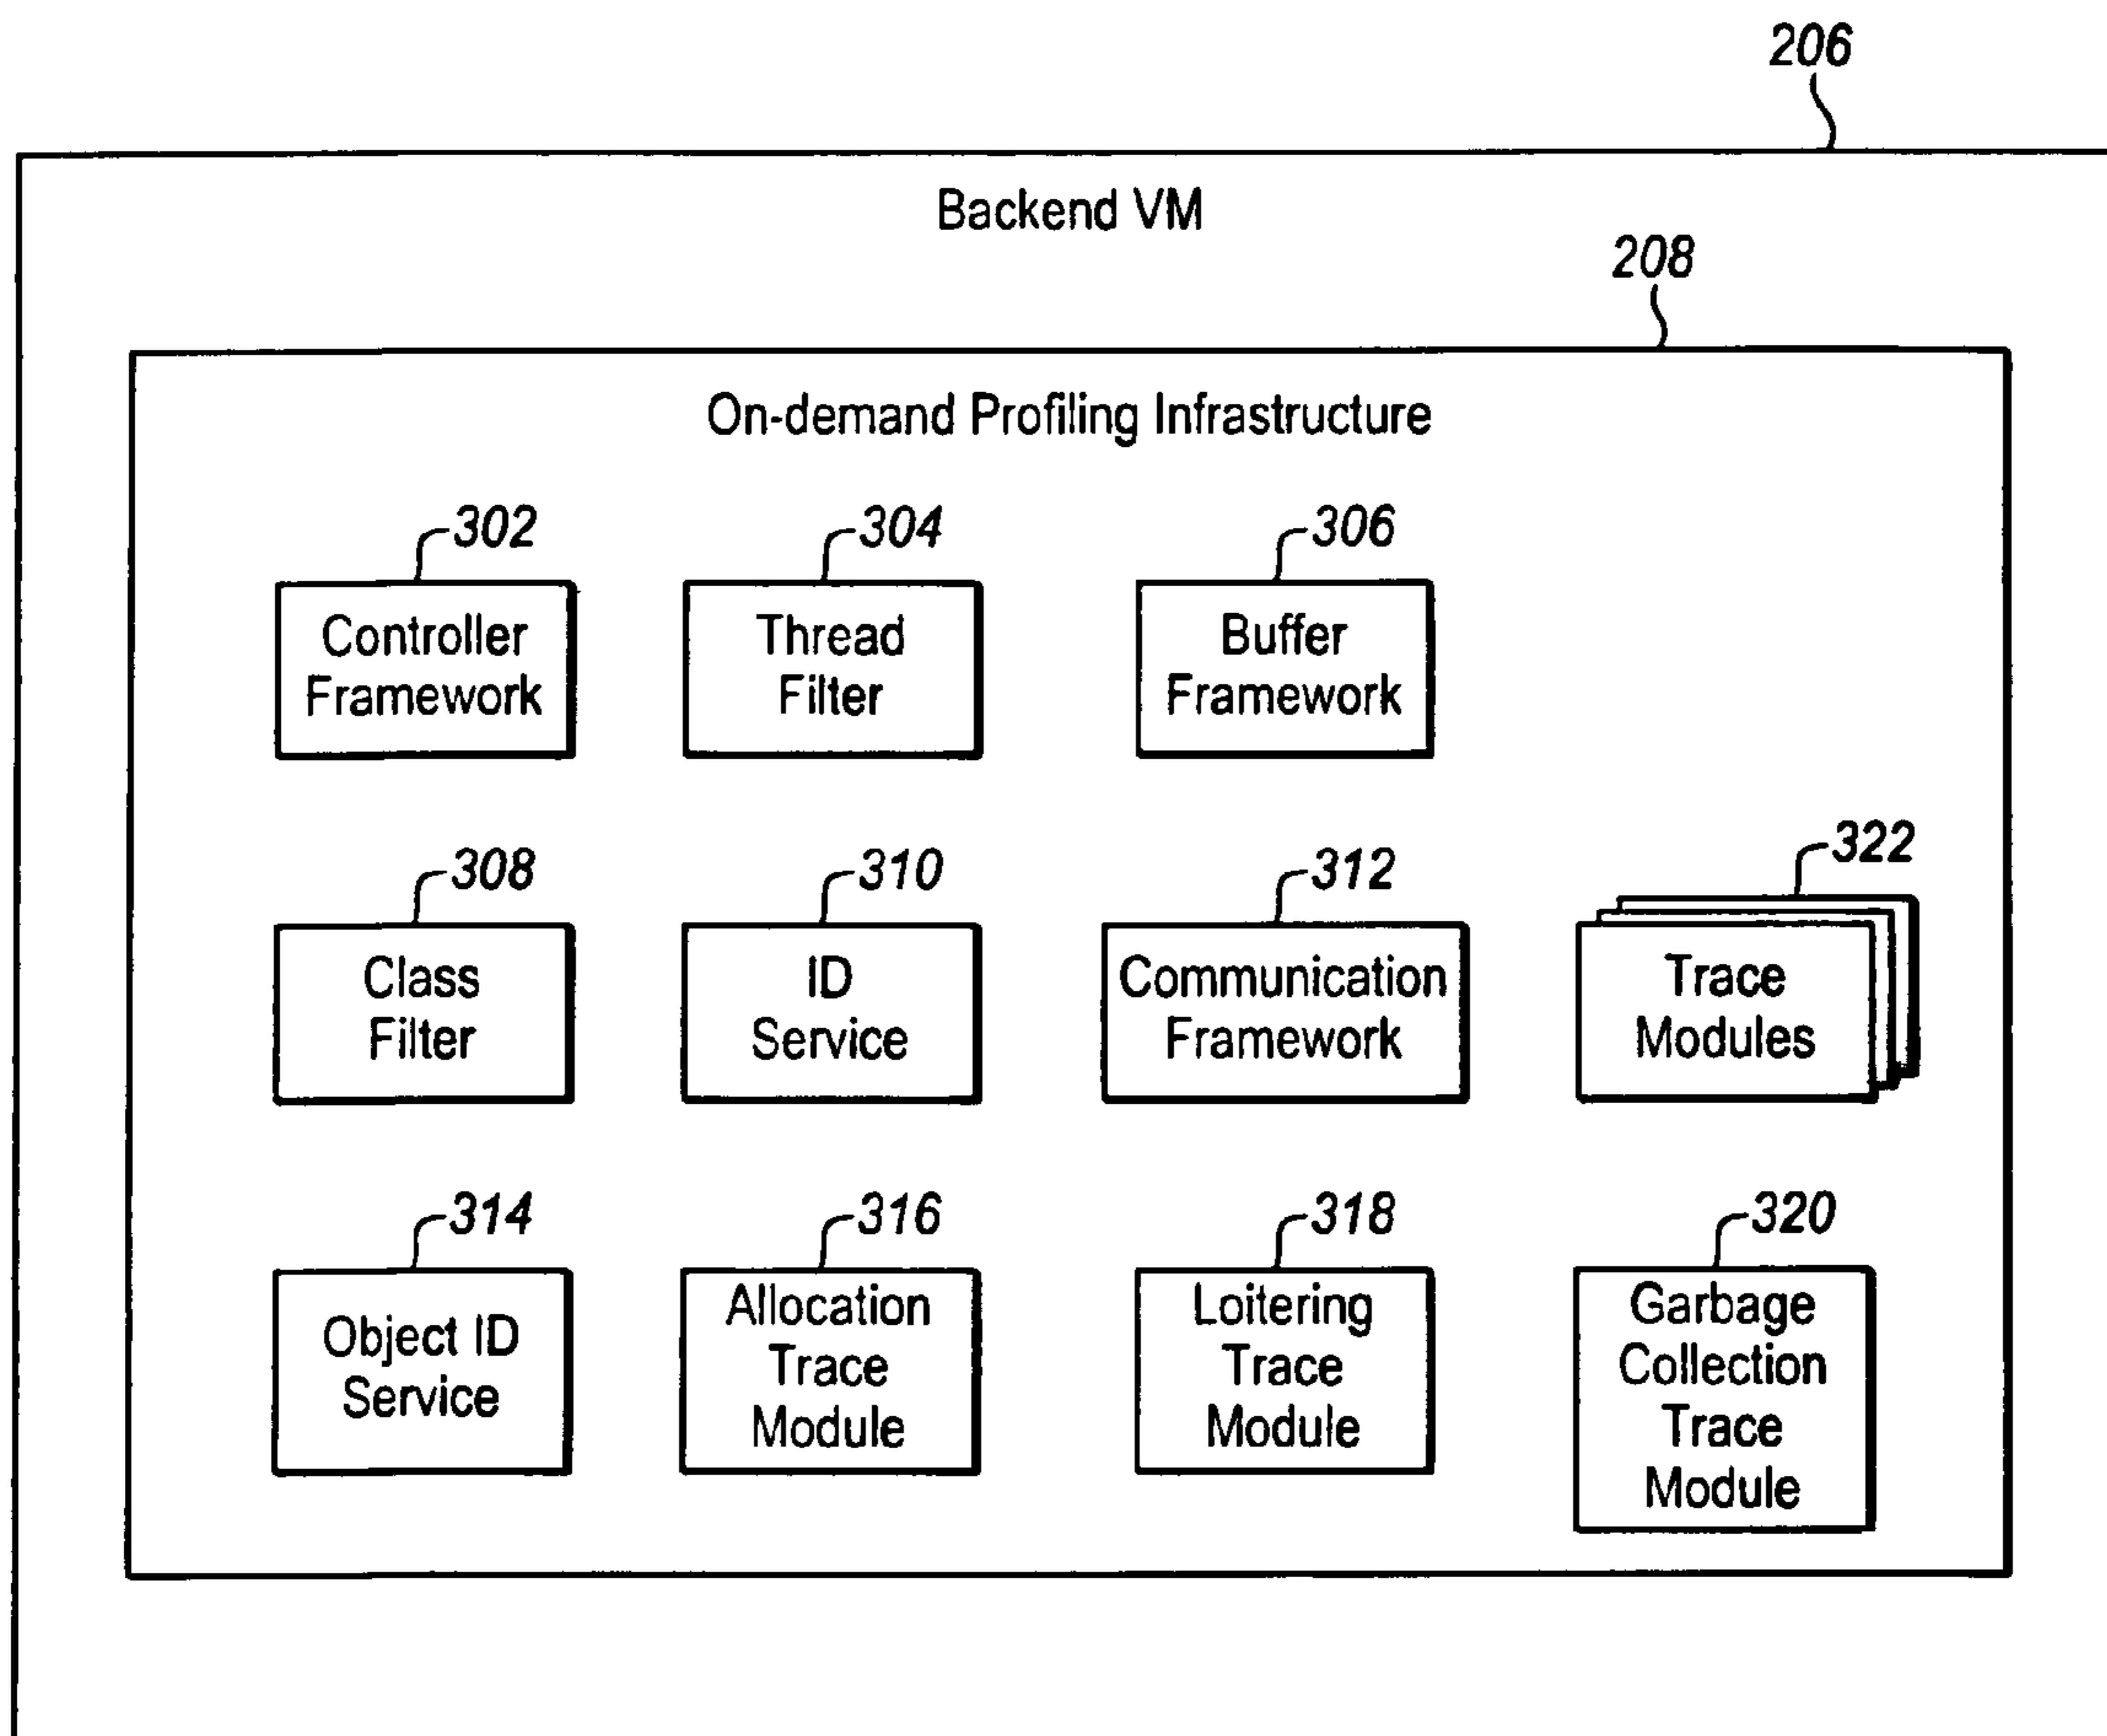 206
Backend VM
208
On-demand Profiling Infrastructure
302
304
306
Controller
Framework
Thread
Filter
Buffer
Framework
308
310
312
322
Class
Filter
ID
Service
Communication
Framework
Trace
Modules
314
316
318
320
Object ID
Service
Allocation
Trace
Module
Loitering
Trace
Module
Garbage
Collection
Trace
Module